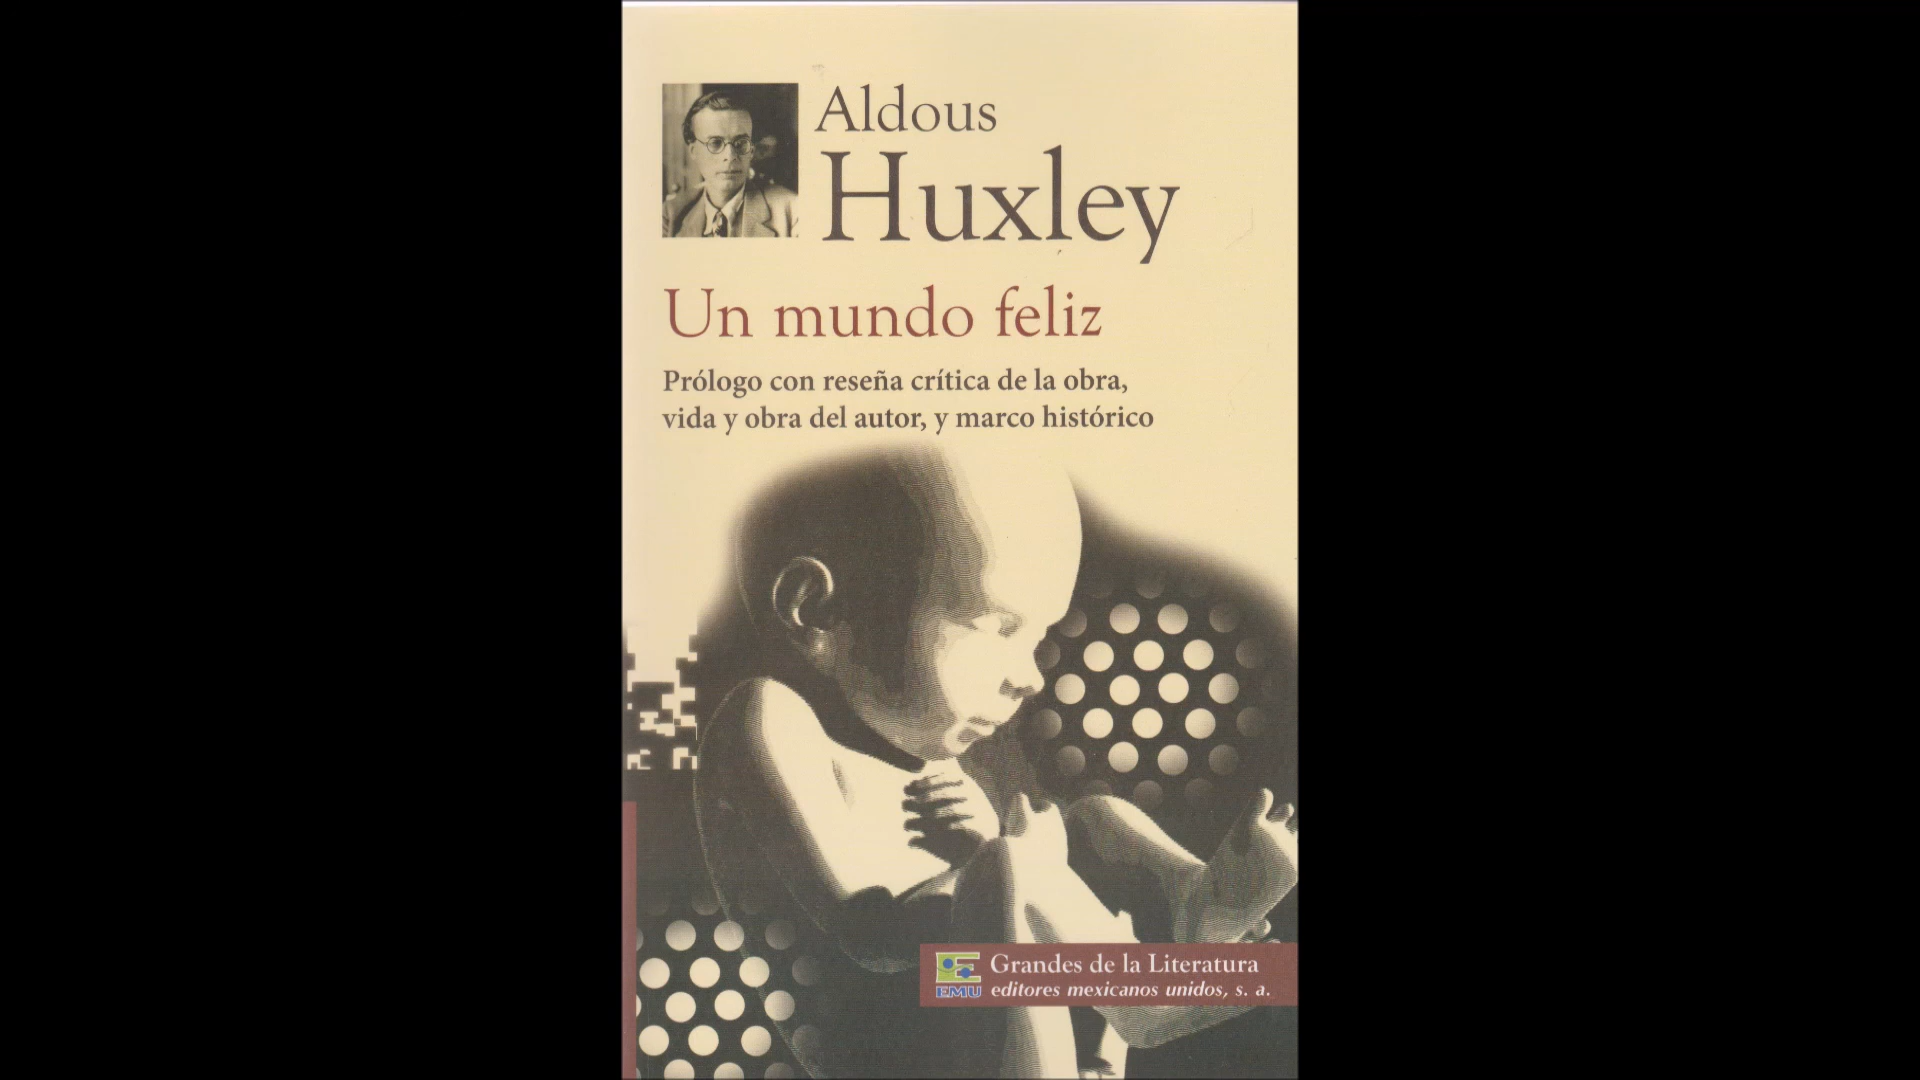 Aldous
Huxley
Un mundo feliz
Prólogo con reseña crítica de la obra,
vida y obra del autor, y marco histórico
Grandes de la Literatura
EMU
editores mexicanos unidos, s. a.